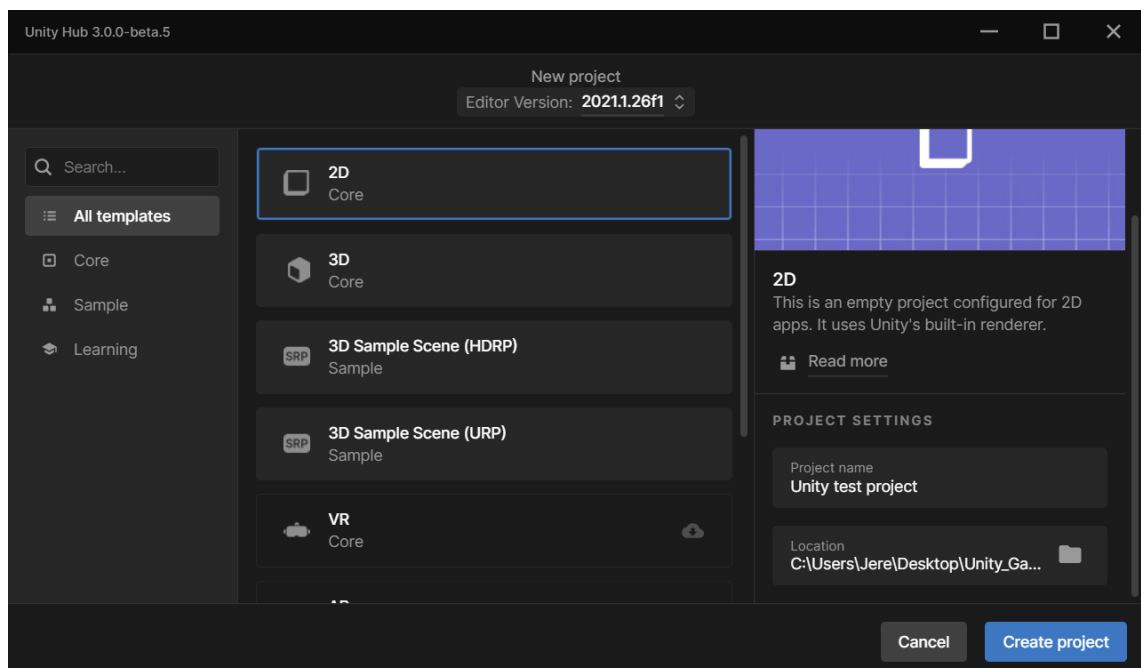 Unity Hub 3.0.0-beta.5
New project
Editor Version: 2021.1.26f1
Search...
All templates
Core
Sample
Learning
2D
Core
3D
Core
SRP
3D Sample Scene (HDRP)
Sample
SRP
3D Sample Scene (URP)
Sample
VR
Core
2D
This is an empty project configured for 2D
apps. It uses Unity's built-in renderer.
Read more
PROJECT SETTINGS
Project name
Unity test project
Location
C:\Users\Jere\Desktop\Unity_Ga...
Cancel
Create project